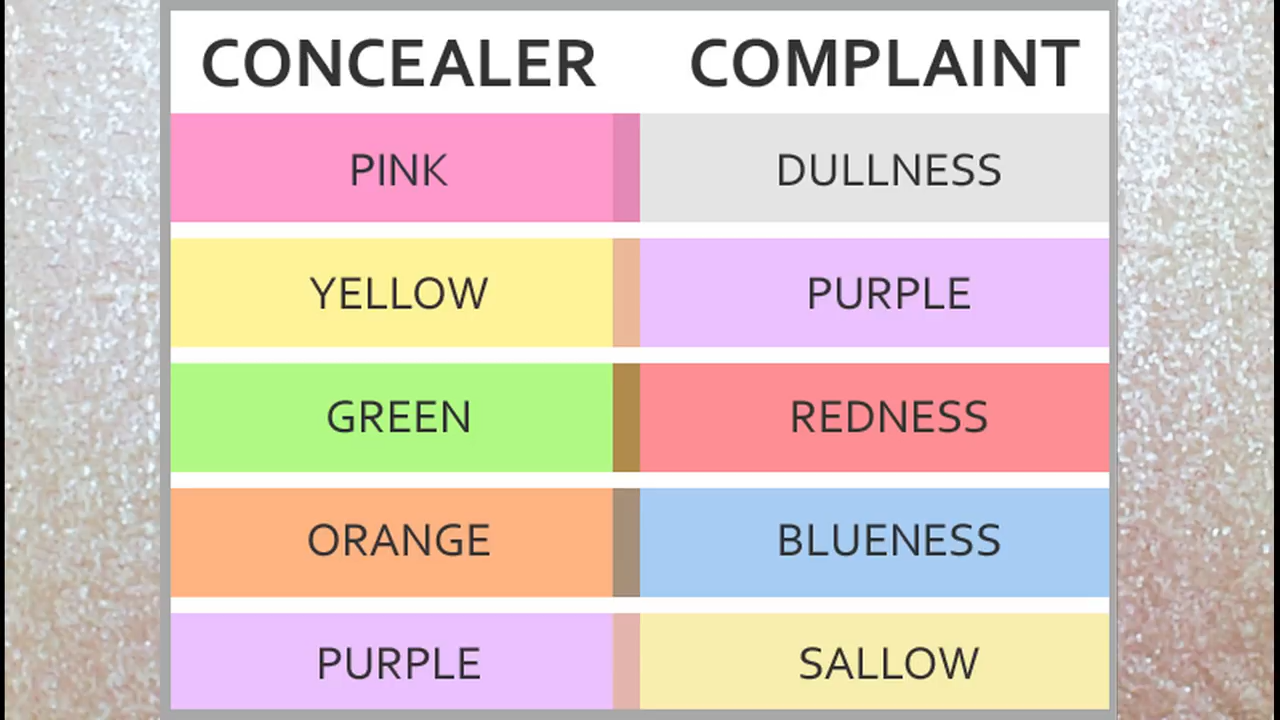 CONCEALER COMPLAINT
PINK DULLNESS
YELLOW PURPLE
GREEN REDNESS
ORANGE BLUENESS
PURPLE SALLOW